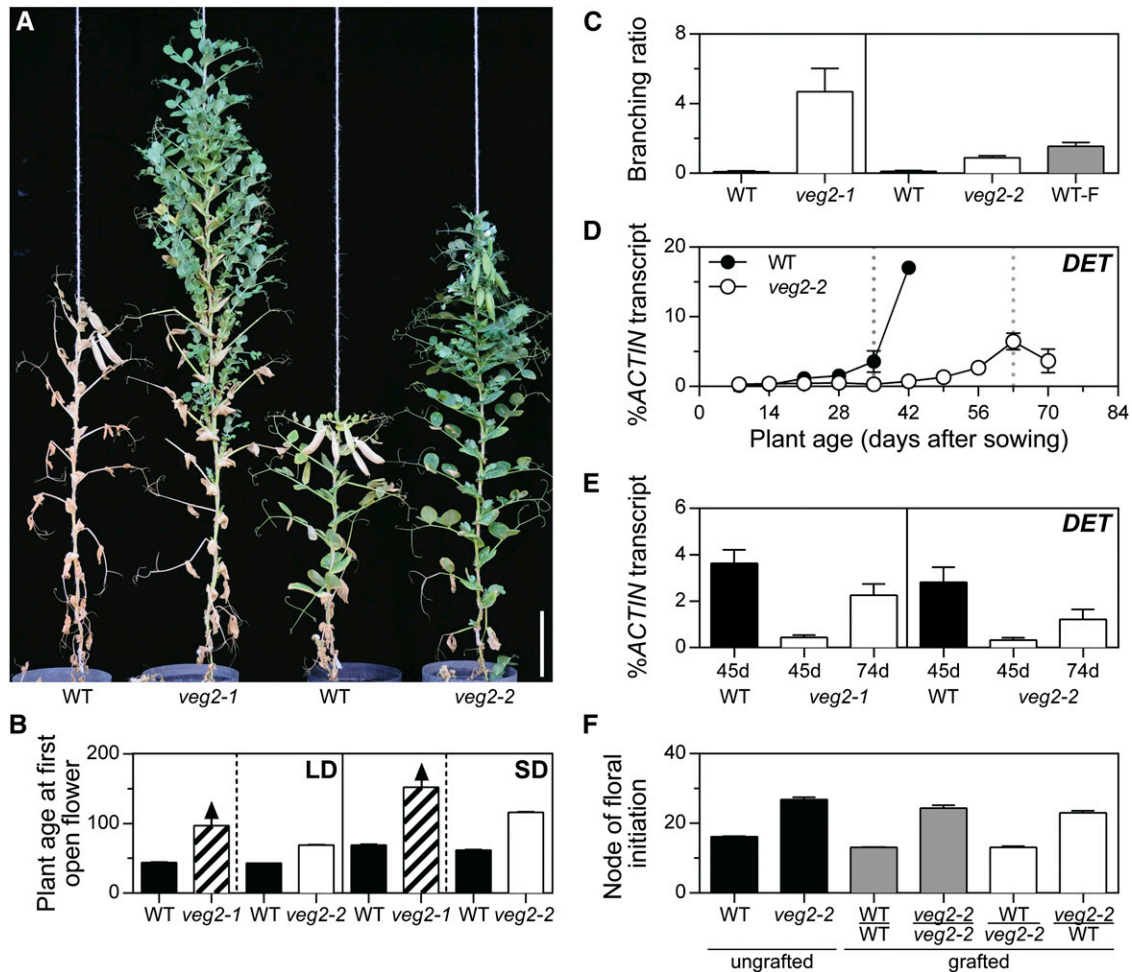 A
WT
veg2-1
WT
veg2-2
B
Plant age at first
open flower
200
100
0
LD
SD
WT veg2-1 WT veg2-2 WT veg2-1 WT veg2-2
C
Branching ratio
8
4
0
WT veg2-1 WT veg2-2 WT-F
D
%ACTIN transcript
20
10
0
WT
veg2-2
DET
0 14 28 42 56 70 84
Plant age (days after sowing)
E
%ACTIN transcript
6
4
2
0
DET
45d 45d 74d 45d 45d 74d
WT veg2-1 WT veg2-2
F
Node of floral
initiation
40
20
0
WT veg2-2 WT veg2-2 WT veg2-2
WT veg2-2 veg2-2 WT
ungrafted grafted